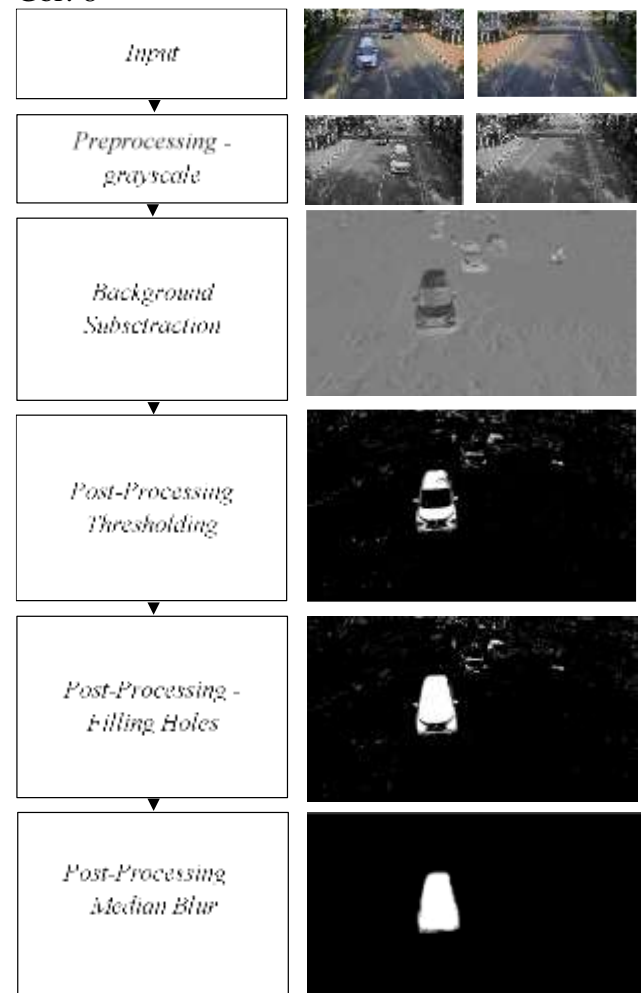 Input
Preprocessing -
grayscale
Background
Subsctraction
Post-Processing
Thresholding
Post-Processing -
Filling Holes
Post-Processing
Median Blur